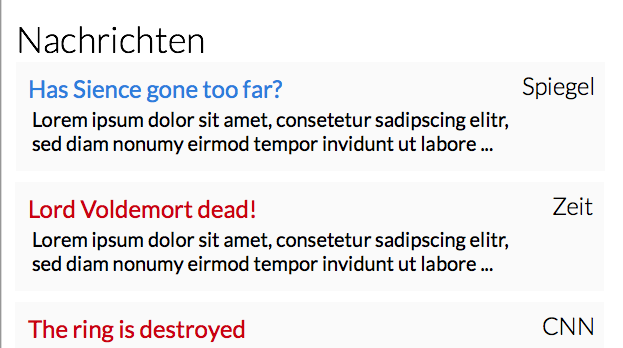 Nachrichten
Has Sience gone too far?
Spiegel
Lorem ipsum dolor sit amet, consetetur sadipscing elitr,
sed diam nonumy eirmod tempor invidunt ut labore ...
Lord Voldemort dead!
Zeit
Lorem ipsum dolor sit amet, consetetur sadipscing elitr,
sed diam nonumy eirmod tempor invidunt ut labore ...
The ring is destroyed
CNN